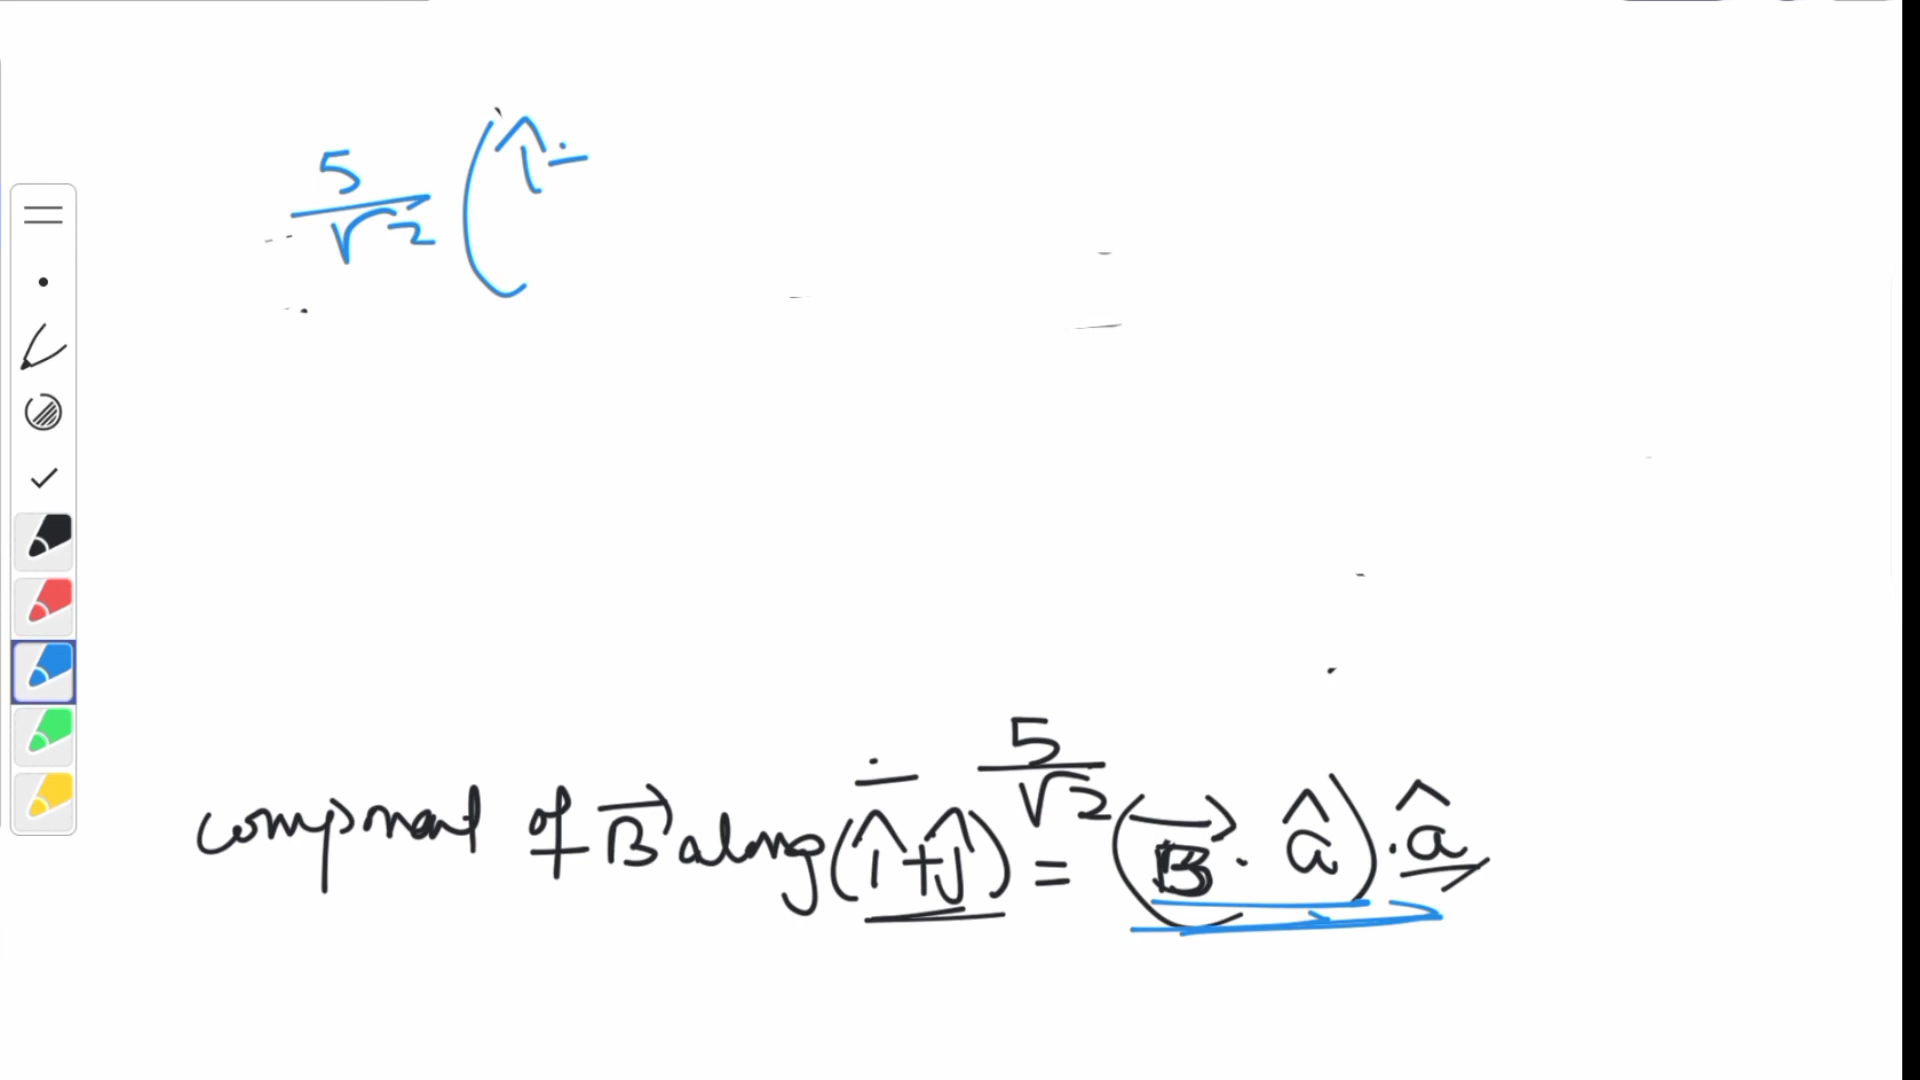 5/√2 (î ÷
component of B⃗ along (î+ĵ) = (B⃗ · â) · â
÷ 5/√2